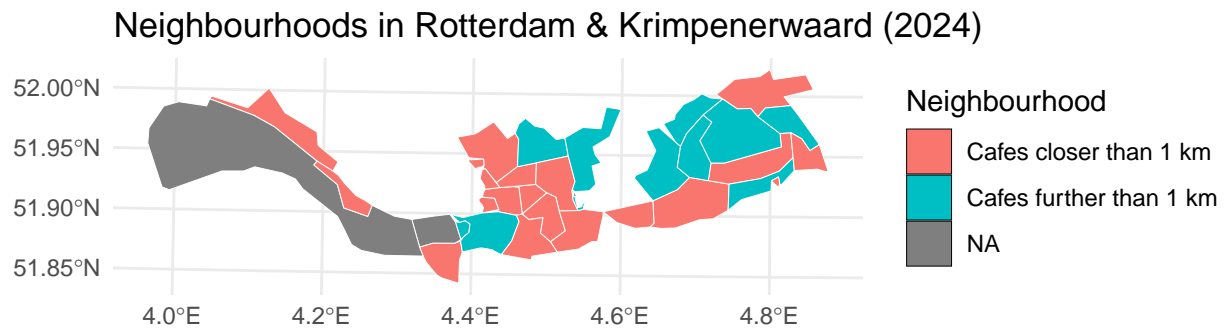 Neighbourhoods in Rotterdam & Krimpenerwaard (2024)
52.00°N
51.95°N
51.90°N
51.85°N
4.0°E
4.2°E
4.4°E
4.6°E
4.8°E
Neighbourhood
Cafes closer than 1 km
Cafes further than 1 km
NA